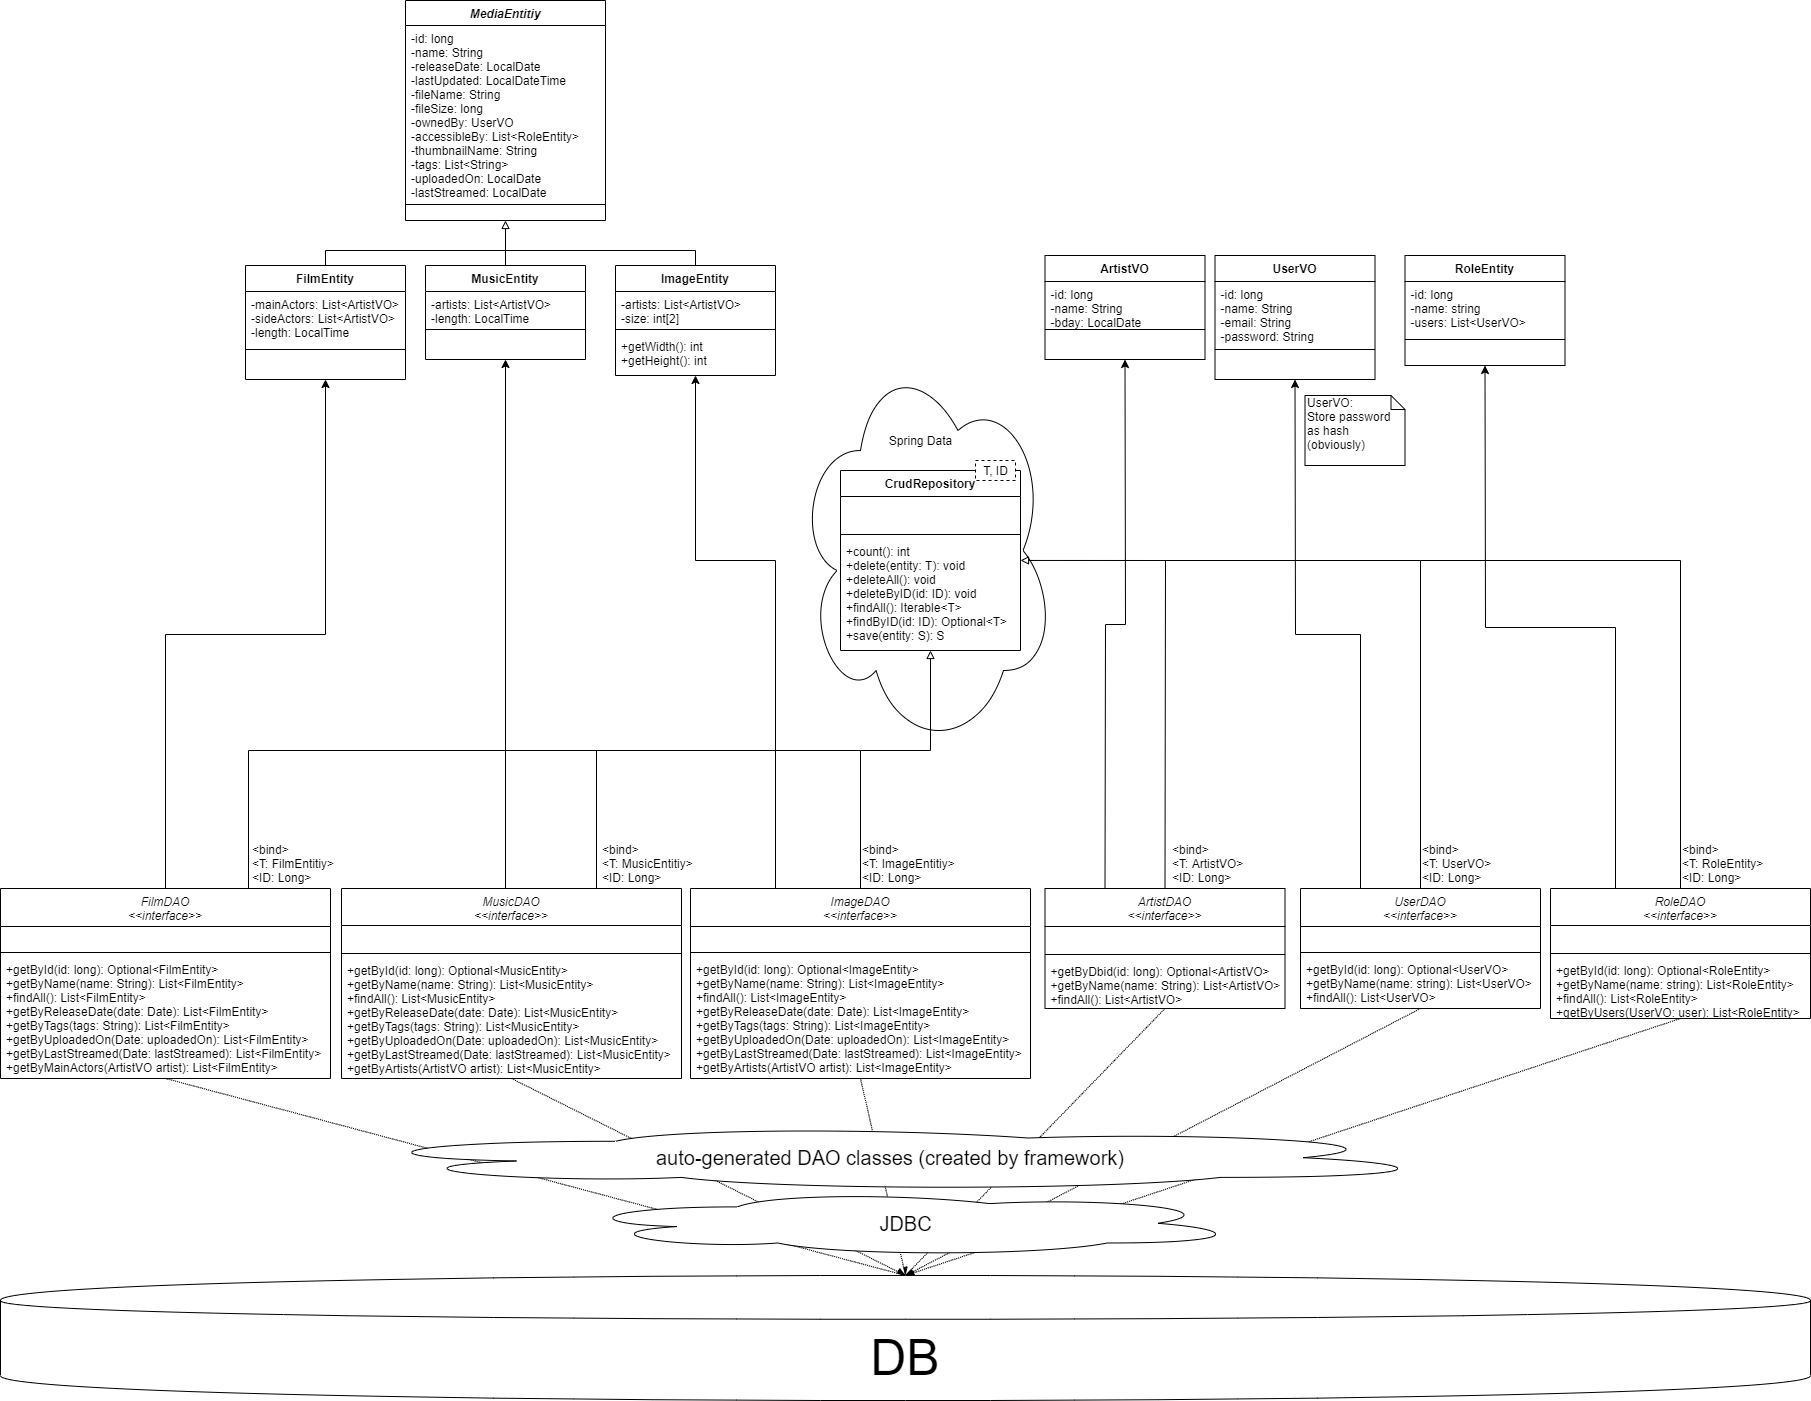 MediaEntitiy
-id: long
-name: String
-releaseDate: LocalDate
-lastUpdated: LocalDateTime
-fileName: String
-fileSize: long
-ownedBy: UserVO
-accessibleBy: List<RoleEntity>
-thumbnailName: String
-tags: List<String>
-uploadedOn: LocalDate
-lastStreamed: LocalDate
FilmEntity
-mainActors: List<ArtistVO>
-sideActors: List<ArtistVO>
-length: LocalTime
MusicEntity
-artists: List<ArtistVO>
-length: LocalTime
ImageEntity
-artists: List<ArtistVO>
-size: int[2]
+getWidth(): int
+getHeight(): int
ArtistVO
-id: long
-name: String
-bday: LocalDate
UserVO
-id: long
-name: String
-email: String
-password: String
RoleEntity
-id: long
-name: string
-users: List<UserVO>
UserVO:
Store password
as hash
(obviously)
Spring Data
T, ID
CrudRepository
+count(): int
+delete(entity: T): void
+deleteAll(): void
+deleteByID(id: ID): void
+findAll(): Iterable<T>
+findByID(id: ID): Optional<T>
+save(entity: S): S
<bind>
<T: FilmEntitiy>
<ID: Long>
<bind>
<T: MusicEntitiy>
<ID: Long>
<bind>
<T: ImageEntitiy>
<ID: Long>
<bind>
<T: ArtistVO>
<ID: Long>
<bind>
<T: UserVO>
<ID: Long>
<bind>
<T: RoleEntity>
<ID: Long>
FilmDAO
<<interface>>
+getById(id: long): Optional<FilmEntity>
+getByName(name: String): List<FilmEntity>
+findAll(): List<FilmEntity>
+getByReleaseDate(date: Date): List<FilmEntity>
+getByTags(tags: String): List<FilmEntity>
+getByUploadedOn(Date: uploadedOn): List<FilmEntity>
+getByLastStreamed(Date: lastStreamed): List<FilmEntity>
+getByMainActors(ArtistVO artist): List<FilmEntity>
MusicDAO
<<interface>>
+getById(id: long): Optional<MusicEntity>
+getByName(name: String): List<MusicEntity>
+findAll(): List<MusicEntity>
+getByReleaseDate(date: Date): List<MusicEntity>
+getByTags(tags: String): List<MusicEntity>
+getByUploadedOn(Date: uploadedOn): List<MusicEntity>
+getByLastStreamed(Date: lastStreamed): List<MusicEntity>
+getByArtists(ArtistVO artist): List<MusicEntity>
ImageDAO
<<interface>>
+getById(id: long): Optional<ImageEntity>
+getByName(name: String): List<ImageEntity>
+findAll(): List<ImageEntity>
+getByReleaseDate(date: Date): List<ImageEntity>
+getByTags(tags: String): List<ImageEntity>
+getByUploadedOn(Date: uploadedOn): List<ImageEntity>
+getByLastStreamed(Date: lastStreamed): List<ImageEntity>
+getByArtists(ArtistVO artist): List<ImageEntity>
ArtistDAO
<<interface>>
+getByDbid(id: long): Optional<ArtistVO>
+getByName(name: String): List<ArtistVO>
+findAll(): List<ArtistVO>
UserDAO
<<interface>>
+getById(id: long): Optional<UserVO>
+getByName(name: string): List<UserVO>
+findAll(): List<UserVO>
RoleDAO
<<interface>>
+getById(id: long): Optional<RoleEntity>
+getByName(name: string): List<RoleEntity>
+findAll(): List<RoleEntity>
+getByUsers(UserVO: user): List<RoleEntity>
auto-generated DAO classes (created by framework)
JDBC
DB